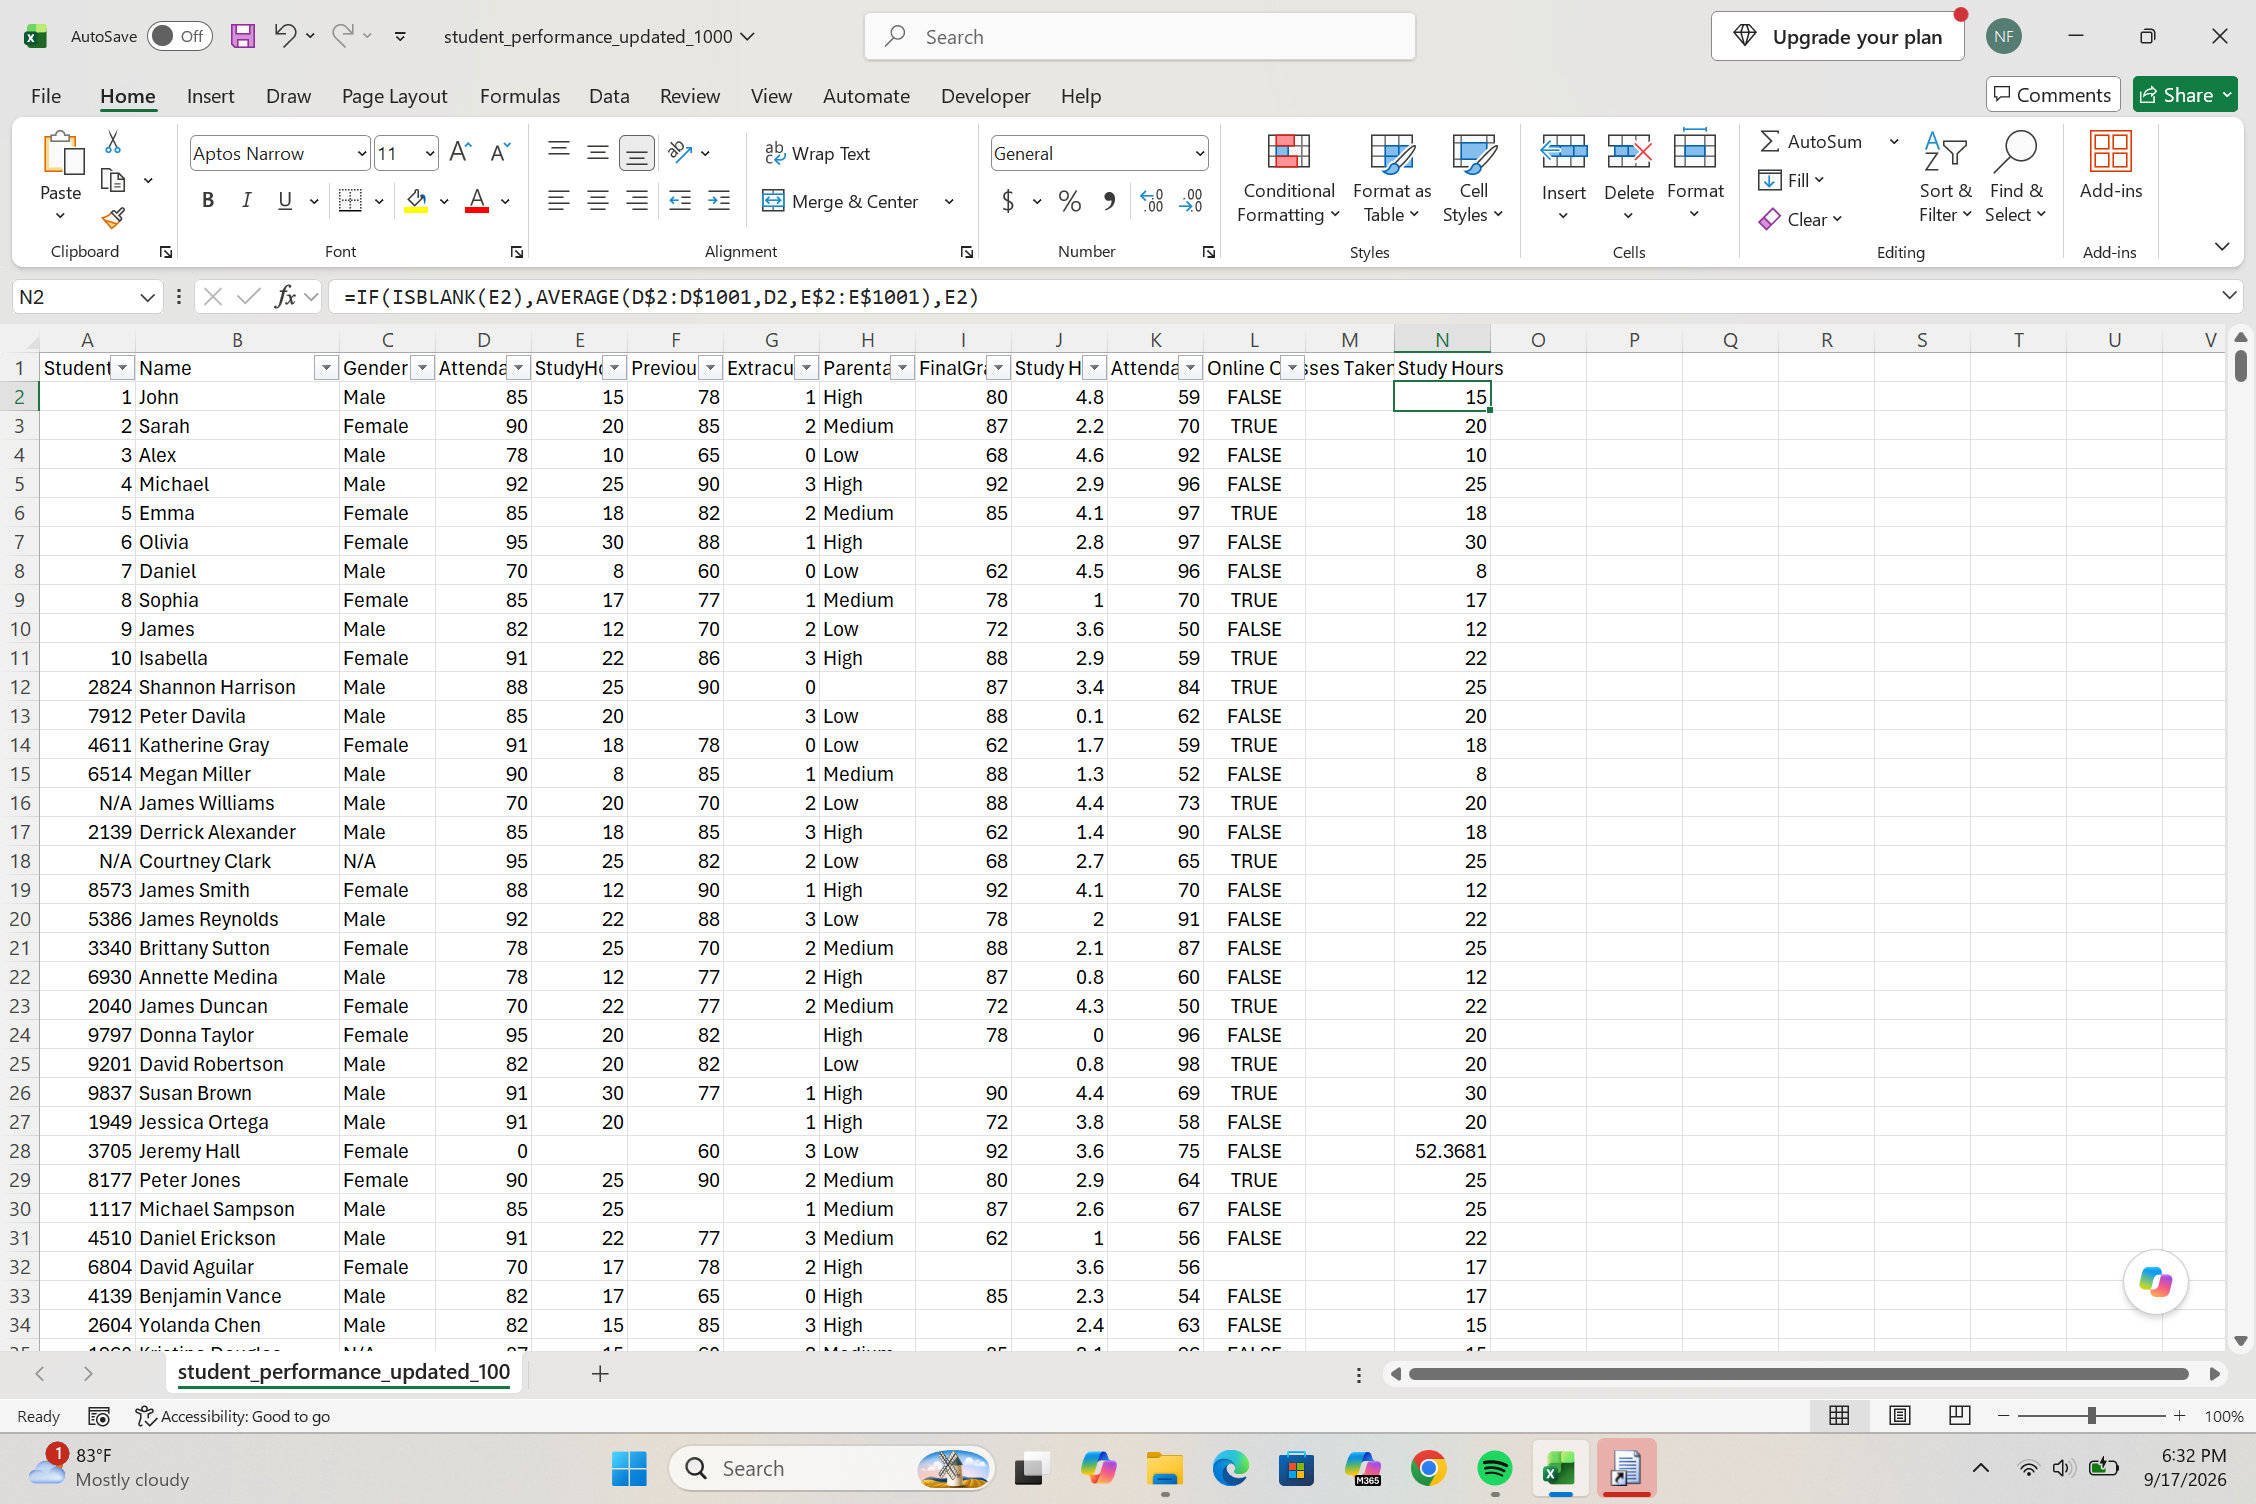 AutoSave Off student_performance_updated_1000 Search Upgrade your plan NF
File Home Insert Draw Page Layout Formulas Data Review View Automate Developer Help Comments Share
Paste Aptos Narrow 11 Wrap Text General Conditional Formatting Format as Table Cell Styles Insert Delete Format AutoSum Fill Clear Sort & Filter Find & Select Add-ins
B I U Merge & Center $ % 9
Clipboard Font Alignment Number Styles Cells Editing Add-ins
N2 fx =IF(ISBLANK(E2),AVERAGE(D$2:D$1001,D2,E$2:E$1001),E2)
A B C D E F G H I J K L M N O P Q R S T U V
1 Student Name Gender Attenda StudyHo Previou Extracu Parenta FinalGra Study H Attenda Online C sses Taken Study Hours
2 1 John Male 85 15 78 1 High 80 4.8 59 FALSE 15
3 2 Sarah Female 90 20 85 2 Medium 87 2.2 70 TRUE 20
4 3 Alex Male 78 10 65 0 Low 68 4.6 92 FALSE 10
5 4 Michael Male 92 25 90 3 High 92 2.9 96 FALSE 25
6 5 Emma Female 85 18 82 2 Medium 85 4.1 97 TRUE 18
7 6 Olivia Female 95 30 88 1 High 2.8 97 FALSE 30
8 7 Daniel Male 70 8 60 0 Low 62 4.5 96 FALSE 8
9 8 Sophia Female 85 17 77 1 Medium 78 1 70 TRUE 17
10 9 James Male 82 12 70 2 Low 72 3.6 50 FALSE 12
11 10 Isabella Female 91 22 86 3 High 88 2.9 59 TRUE 22
12 2824 Shannon Harrison Male 88 25 90 0 87 3.4 84 TRUE 25
13 7912 Peter Davila Male 85 20 3 Low 88 0.1 62 FALSE 20
14 4611 Katherine Gray Female 91 18 78 0 Low 62 1.7 59 TRUE 18
15 6514 Megan Miller Male 90 8 85 1 Medium 88 1.3 52 FALSE 8
16 N/A James Williams Male 70 20 70 2 Low 88 4.4 73 TRUE 20
17 2139 Derrick Alexander Male 85 18 85 3 High 62 1.4 90 FALSE 18
18 N/A Courtney Clark N/A 95 25 82 2 Low 68 2.7 65 TRUE 25
19 8573 James Smith Female 88 12 90 1 High 92 4.1 70 FALSE 12
20 5386 James Reynolds Male 92 22 88 3 Low 78 2 91 FALSE 22
21 3340 Brittany Sutton Female 78 25 70 2 Medium 88 2.1 87 FALSE 25
22 6930 Annette Medina Male 78 12 77 2 High 87 0.8 60 FALSE 12
23 2040 James Duncan Female 70 22 77 2 Medium 72 4.3 50 TRUE 22
24 9797 Donna Taylor Female 95 20 82 High 78 0 96 FALSE 20
25 9201 David Robertson Male 82 20 82 Low 0.8 98 TRUE 20
26 9837 Susan Brown Male 91 30 77 1 High 90 4.4 69 TRUE 30
27 1949 Jessica Ortega Male 91 20 1 High 72 3.8 58 FALSE 20
28 3705 Jeremy Hall Female 0 60 3 Low 92 3.6 75 FALSE 52.3681
29 8177 Peter Jones Female 90 25 90 2 Medium 80 2.9 64 TRUE 25
30 1117 Michael Sampson Male 85 25 1 Medium 87 2.6 67 FALSE 25
31 4510 Daniel Erickson Male 91 22 77 3 Medium 62 1 56 FALSE 22
32 6804 David Aguilar Female 70 17 78 2 High 3.6 56 17
33 4139 Benjamin Vance Male 82 17 65 0 High 85 2.3 54 FALSE 17
34 2604 Yolanda Chen Male 82 15 85 3 High 2.4 63 FALSE 15
student_performance_updated_100
Ready Accessibility: Good to go 100%
1 83°F Mostly cloudy Search M365 6:32 PM
9/17/2026